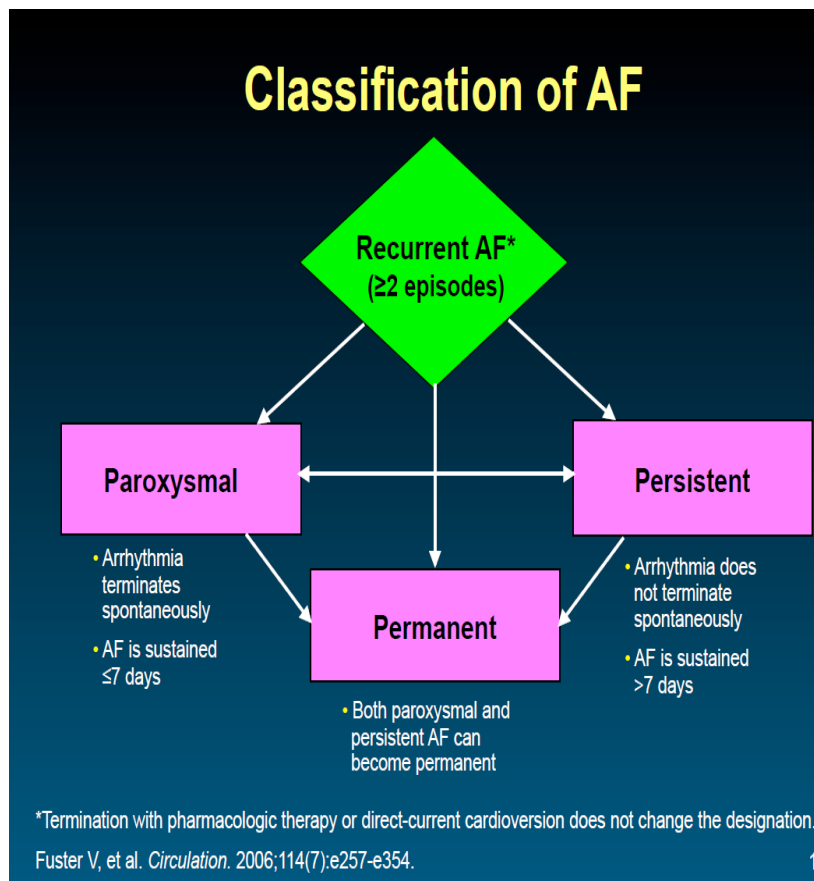 Classification of AF
Recurrent AF*
(≥2 episodes)
Paroxysmal
Persistent
• Arrhythmia
terminates
spontaneously
• AF is sustained
≤7 days
Permanent
• Arrhythmia does
not terminate
spontaneously
• AF is sustained
>7 days
• Both paroxysmal and
persistent AF can
become permanent
*Termination with pharmacologic therapy or direct-current cardioversion does not change the designation.
Fuster V, et al. Circulation. 2006;114(7):e257-e354.